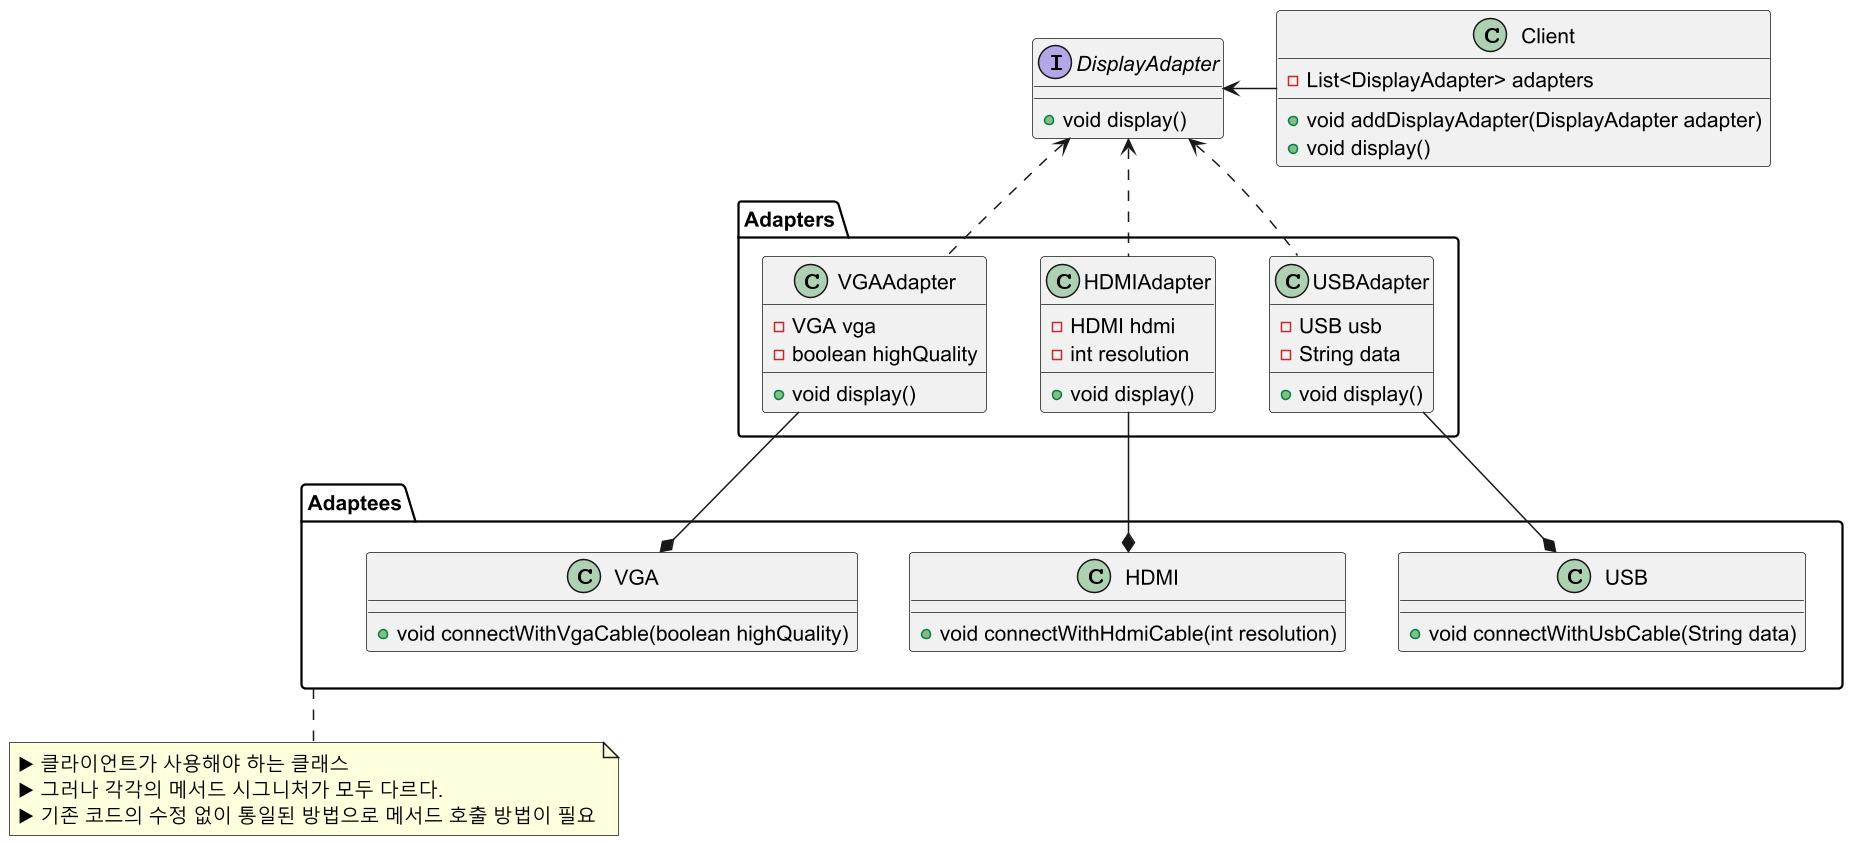 I DisplayAdapter
void display()
C Client
List<DisplayAdapter> adapters
void addDisplayAdapter(DisplayAdapter adapter)
void display()
Adapters
C VGAAdapter
VGA vga
boolean highQuality
void display()
C HDMIAdapter
HDMI hdmi
int resolution
void display()
C USBAdapter
USB usb
String data
void display()
Adaptees
C VGA
void connectWithVgaCable(boolean highQuality)
C HDMI
void connectWithHdmiCable(int resolution)
C USB
void connectWithUsbCable(String data)
▶ 클라이언트가 사용해야 하는 클래스
▶ 그러나 각각의 메서드 시그니처가 모두 다르다.
▶ 기존 코드의 수정 없이 통일된 방법으로 메서드 호출 방법이 필요